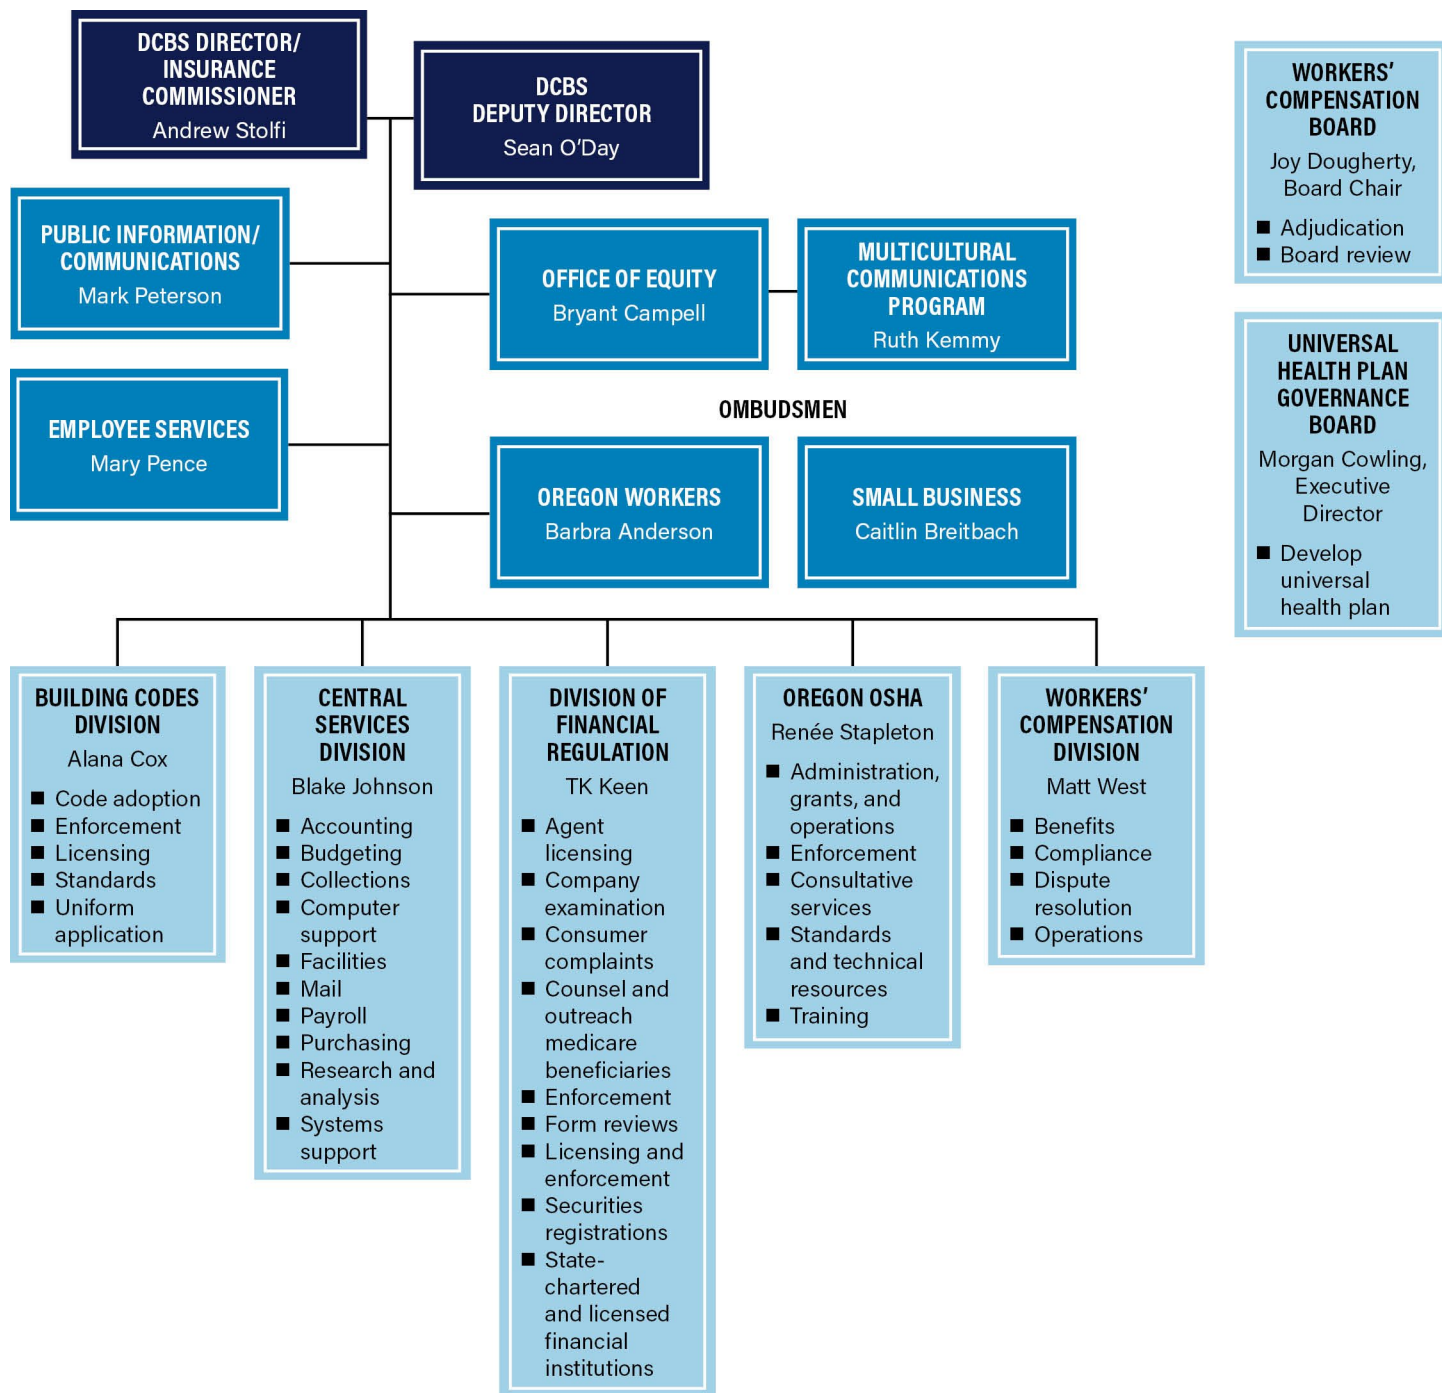 DCBS DIRECTOR/
INSURANCE
COMMISSIONER
Andrew Stolfi
DCBS
DEPUTY DIRECTOR
Sean O'Day
PUBLIC INFORMATION/
COMMUNICATIONS
Mark Peterson
OFFICE OF EQUITY
Bryant Campell
MULTICULTURAL
COMMUNICATIONS
PROGRAM
Ruth Kemmy
EMPLOYEE SERVICES
Mary Pence
OMBUDSMEN
OREGON WORKERS
Barbra Anderson
SMALL BUSINESS
Caitlin Breitbach
WORKERS'
COMPENSATION
BOARD
Joy Dougherty,
Board Chair
■ Adjudication
■ Board review
UNIVERSAL
HEALTH PLAN
GOVERNANCE
BOARD
Morgan Cowling,
Executive
Director
■ Develop
universal
health plan
BUILDING CODES
DIVISION
Alana Cox
■ Code adoption
■ Enforcement
■ Licensing
■ Standards
■ Uniform
application
CENTRAL
SERVICES
DIVISION
Blake Johnson
■ Accounting
■ Budgeting
■ Collections
■ Computer
support
■ Facilities
■ Mail
■ Payroll
■ Purchasing
■ Research and
analysis
■ Systems
support
DIVISION OF
FINANCIAL
REGULATION
TK Keen
■ Agent
licensing
■ Company
examination
■ Consumer
complaints
■ Counsel and
outreach
medicare
beneficiaries
■ Enforcement
■ Form reviews
■ Licensing and
enforcement
■ Securities
registrations
■ State-
chartered
and licensed
financial
institutions
OREGON OSHA
Renée Stapleton
■ Administration,
grants, and
operations
■ Enforcement
■ Consultative
services
■ Standards
and technical
resources
■ Training
WORKERS'
COMPENSATION
DIVISION
Matt West
■ Benefits
■ Compliance
■ Dispute
resolution
■ Operations